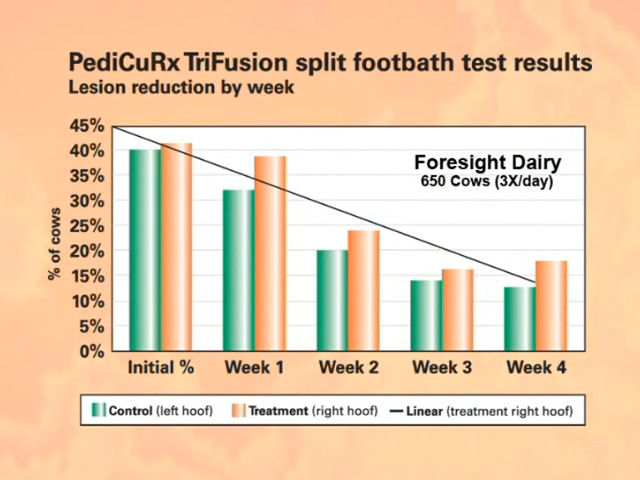 PediCuRx TriFusion split footbath test results
Lesion reduction by week
45%
40%
35%
30%
25%
20%
15%
10%
5%
0%
% of cows
Foresight Dairy
650 Cows (3X/day)
Initial % Week 1 Week 2 Week 3 Week 4
Control (left hoof) Treatment (right hoof) Linear (treatment right hoof)